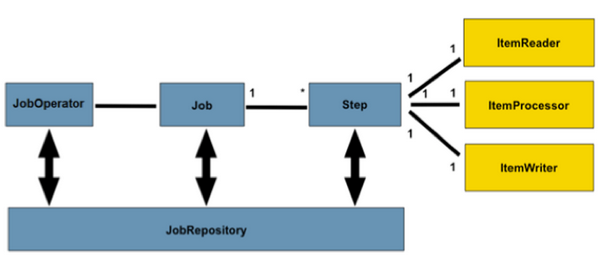 ItemReader
1
1
JobOperator
Job
1
*
Step
1
1
ItemProcessor
1
1
ItemWriter
JobRepository